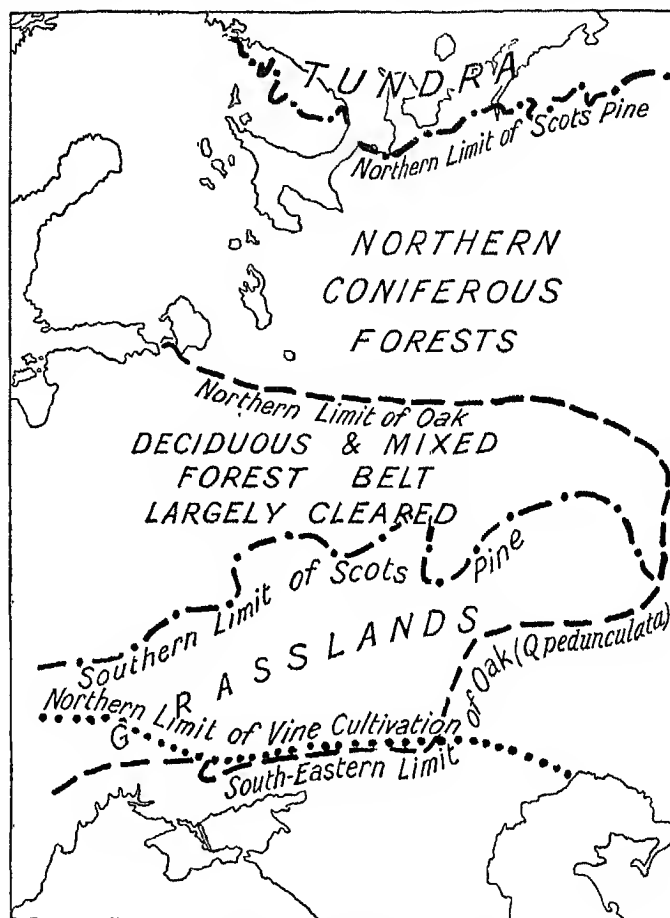 TUNDRA
Northern Limit of Scots Pine
NORTHERN
CONIFEROUS
FORESTS
Northern Limit of Oak
DECIDUOUS & MIXED
FOREST BELT
LARGELY CLEARED
Southern Limit of Scots Pine
GRASSLANDS
Northern Limit of Vine Cultivation
South-Eastern Limit of Oak (Q pedunculata)